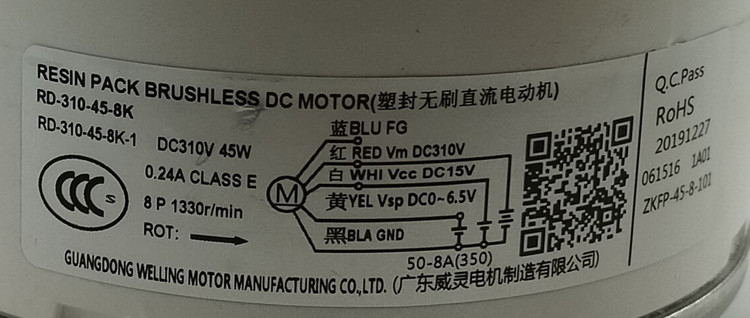 RESIN PACK BRUSHLESS DC MOTOR(塑封无刷直流电动机)
RD-310-45-8K
RD-310-45-8K-1
DC310V 45W
0.24A CLASS E
8 P 1330r/min
ROT:
CCC
S
M
蓝BLU FG
红 RED Vm DC310V
白 WHI Vcc DC15V
黄YEL Vsp DC0~6.5V
黑BLA GND
50-8A(350)
GUANGDONG WELLING MOTOR MANUFACTURING CO.,LTD. (广东威灵电机制造有限公司)
Q.C.Pass
RoHS
20191227
061516 1A01
ZKFP-45-8-101